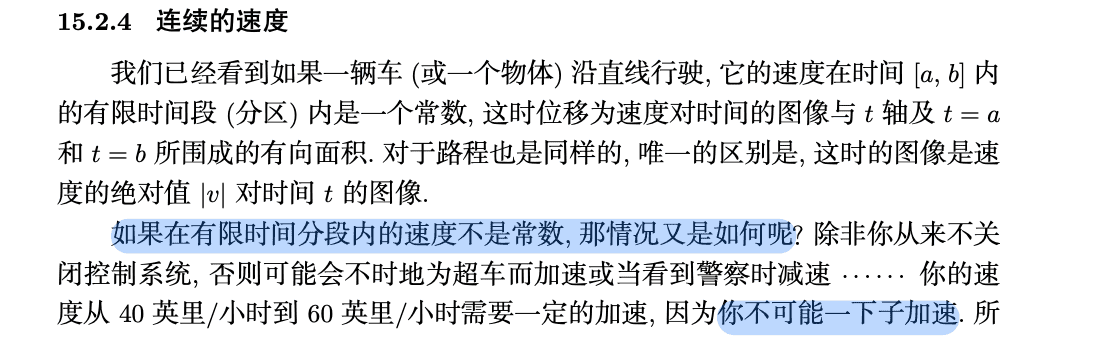 15.2.4 连续的速度
我们已经看到如果一辆车 (或一个物体) 沿直线行驶, 它的速度在时间 [a, b] 内
的有限时间段 (分区) 内是一个常数, 这时位移为速度对时间的图像与 t 轴及 t = a
和 t = b 所围成的有向面积. 对于路程也是同样的, 唯一的区别是, 这时的图像是速
度的绝对值 |v| 对时间 t 的图像.
如果在有限时间分段内的速度不是常数, 那情况又是如何呢? 除非你从来不关
闭控制系统, 否则可能会不时地为超车而加速或当看到警察时减速 ······ 你的速
度从 40 英里/小时到 60 英里/小时需要一定的加速, 因为你不可能一下子加速. 所